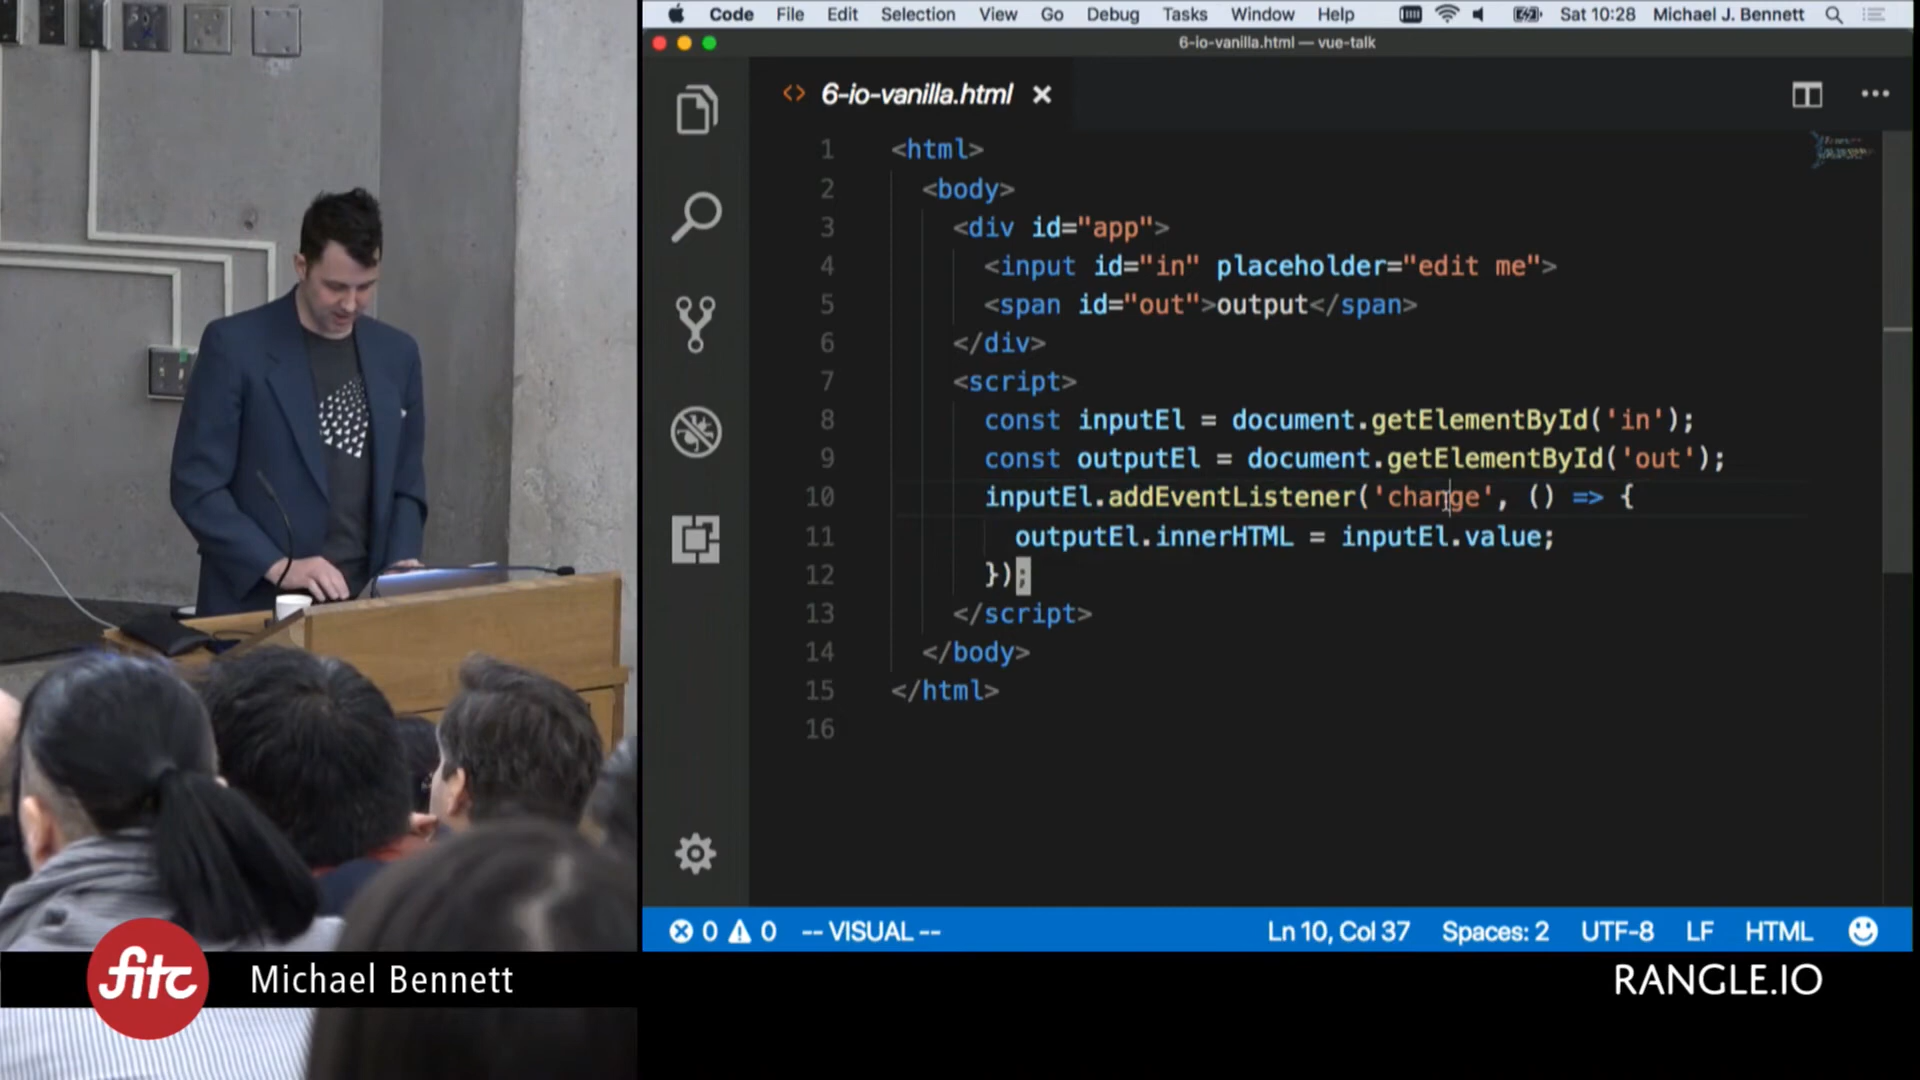 Code File Edit Selection View Go Debug Tasks Window Help Sat 10:28 Michael J. Bennett
6-io-vanilla.html — vue-talk
<> 6-io-vanilla.html
1 <html>
2 <body>
3 <div id="app">
4 <input id="in" placeholder="edit me">
5 <span id="out">output</span>
6 </div>
7 <script>
8 const inputEl = document.getElementById('in');
9 const outputEl = document.getElementById('out');
10 inputEl.addEventListener('change', () => {
11 outputEl.innerHTML = inputEl.value;
12 });
13 </script>
14 </body>
15 </html>
16
0 0 -- VISUAL -- Ln 10, Col 37 Spaces: 2 UTF-8 LF HTML
fitc Michael Bennett RANGLE.IO